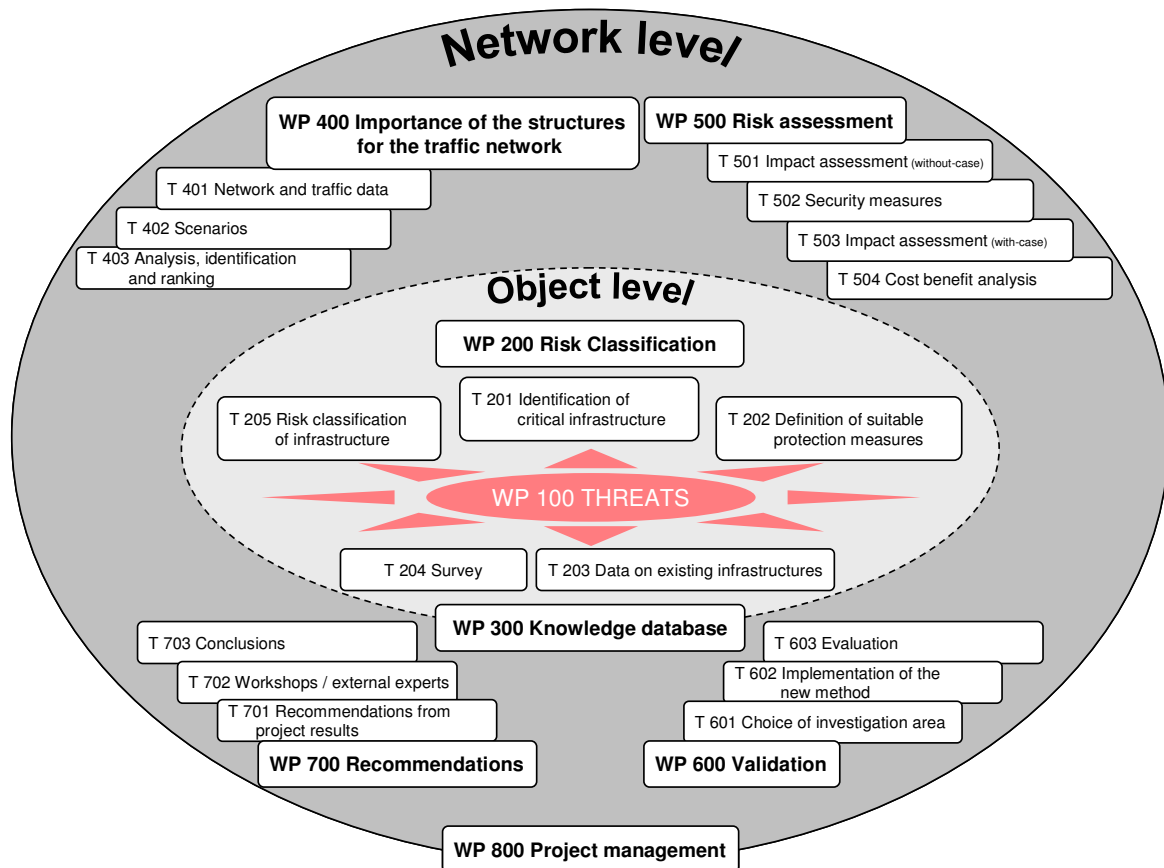 Network level
WP 400 Importance of the structures
for the traffic network
T 401 Network and traffic data
T 402 Scenarios
T 403 Analysis, identification
and ranking
WP 500 Risk assessment
T 501 Impact assessment (without-case)
T 502 Security measures
T 503 Impact assessment (with-case)
T 504 Cost benefit analysis
Object level
WP 200 Risk Classification
T 205 Risk classification
of infrastructure
T 201 Identification of
critical infrastructure
T 202 Definition of suitable
protection measures
WP 100 THREATS
T 204 Survey
T 203 Data on existing infrastructures
WP 300 Knowledge database
T 703 Conclusions
T 702 Workshops / external experts
T 701 Recommendations from
project results
WP 700 Recommendations
T 603 Evaluation
T 602 Implementation of the
new method
T 601 Choice of investigation area
WP 600 Validation
WP 800 Project management